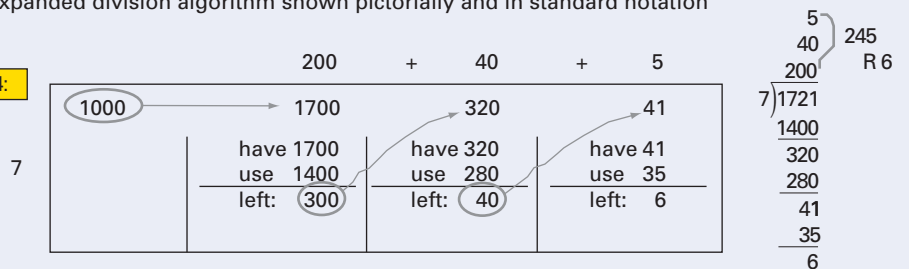 expanded division algorithm shown pictorially and in standard notation
4:
200 + 40 + 5
1000 1700 320 41
7
have 1700 have 320 have 41
use 1400 use 280 use 35
left: 300 left: 40 left: 6
5
40
200
245
R 6
7)1721
1400
320
280
41
35
6